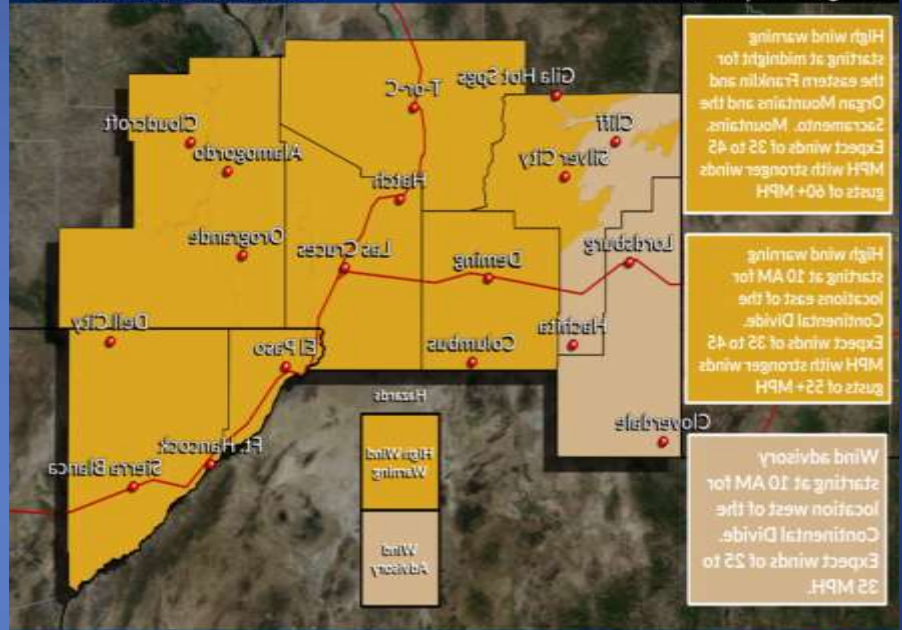 High wind warning
starting at midnight for
the eastern Franklin and
Organ Mountains and the
Sacramento. Mountains.
Expect winds of 35 to 45
MPH with stronger winds
gusts of 60+ MPH
High wind warning
starting at 10 AM for
locations east of the
Continental Divide.
Expect winds of 35 to 45
MPH with stronger winds
gusts of 55+ MPH
Wind advisory
starting at 10 AM for
location west of the
Continental Divide.
Expect winds of 25 to
35 MPH.
Gila Hot Spgs
T-or-C
Cliff
Cloudcroft
Silver City
Alamogordo
Hatch
Lordsburg
Orogrande
Las Cruces
Deming
Hachita
Dell City
El Paso
Columbus
Cloverdale
Ft. Hancock
Sierra Blanca
Hazards
High Wind
Warning
Wind
Advisory